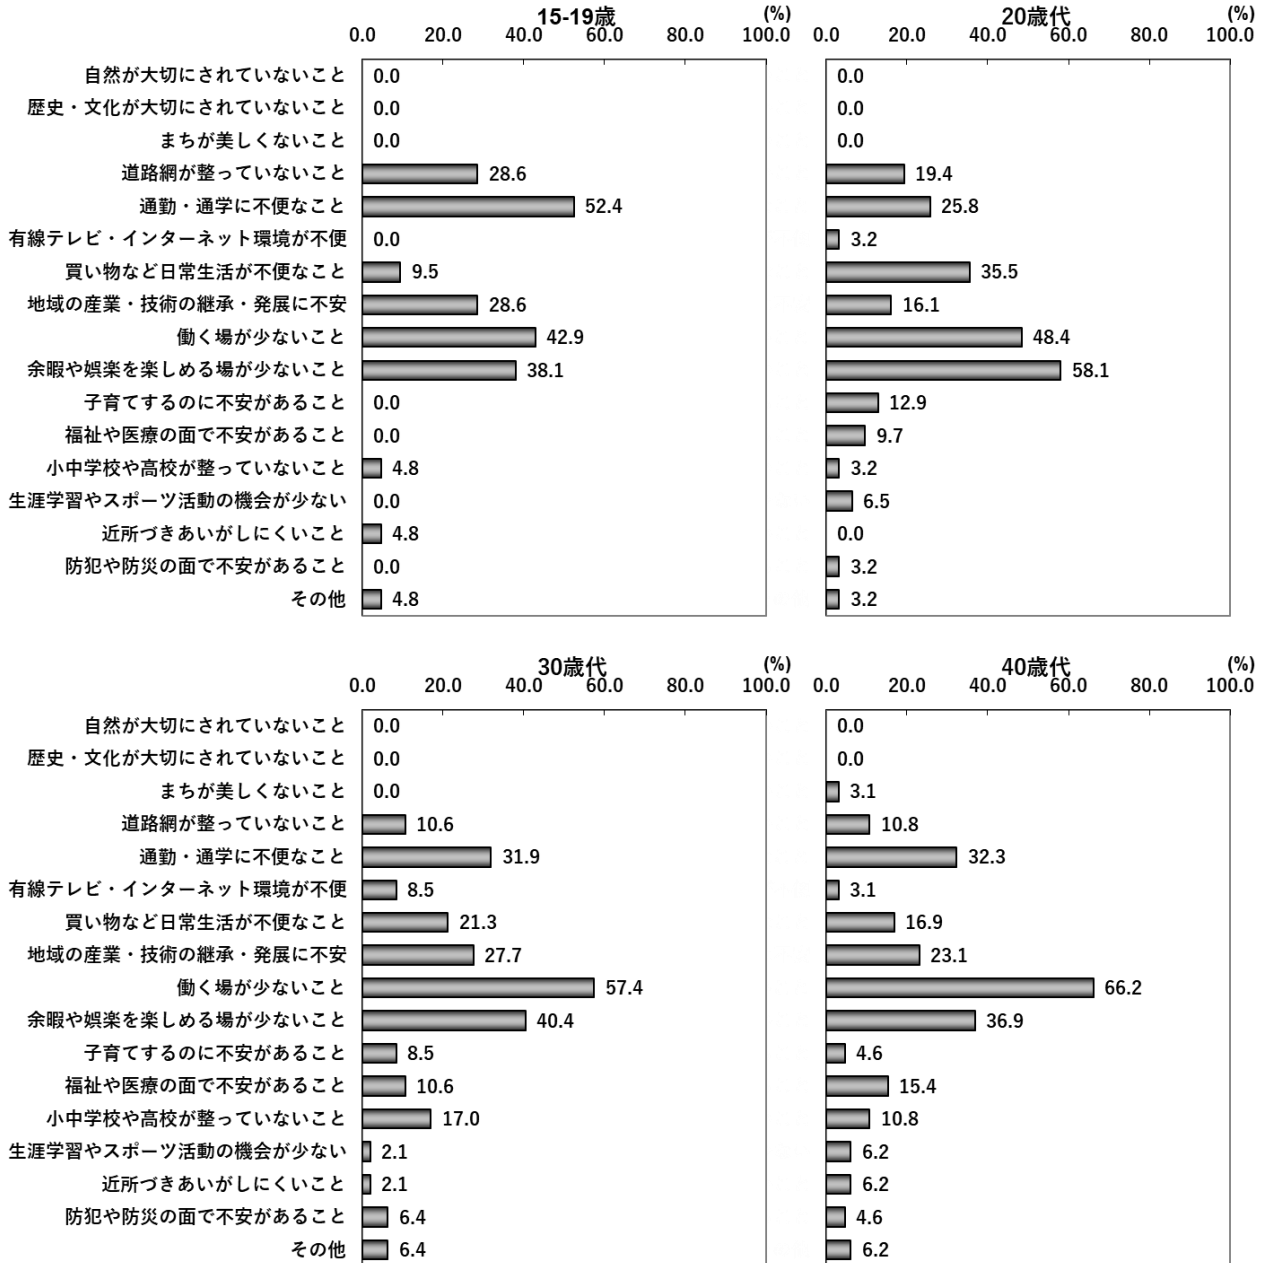 15-19歳 (%)
0.0 20.0 40.0 60.0 80.0 100.0
20歳代 (%)
0.0 20.0 40.0 60.0 80.0 100.0
自然が大切にされていないこと 0.0 0.0
歴史・文化が大切にされていないこと 0.0 0.0
まちが美しくないこと 0.0 0.0
道路網が整っていないこと 28.6 19.4
通勤・通学に不便なこと 52.4 25.8
有線テレビ・インターネット環境が不便 0.0 3.2
買い物など日常生活が不便なこと 9.5 35.5
地域の産業・技術の継承・発展に不安 28.6 16.1
働く場が少ないこと 42.9 48.4
余暇や娯楽を楽しめる場が少ないこと 38.1 58.1
子育てするのに不安があること 0.0 12.9
福祉や医療の面で不安があること 0.0 9.7
小中学校や高校が整っていないこと 4.8 3.2
生涯学習やスポーツ活動の機会が少ない 0.0 6.5
近所づきあいがしにくいこと 4.8 0.0
防犯や防災の面で不安があること 0.0 3.2
その他 4.8 3.2
30歳代 (%)
0.0 20.0 40.0 60.0 80.0 100.0
40歳代 (%)
0.0 20.0 40.0 60.0 80.0 100.0
自然が大切にされていないこと 0.0 0.0
歴史・文化が大切にされていないこと 0.0 0.0
まちが美しくないこと 0.0 3.1
道路網が整っていないこと 10.6 10.8
通勤・通学に不便なこと 31.9 32.3
有線テレビ・インターネット環境が不便 8.5 3.1
買い物など日常生活が不便なこと 21.3 16.9
地域の産業・技術の継承・発展に不安 27.7 23.1
働く場が少ないこと 57.4 66.2
余暇や娯楽を楽しめる場が少ないこと 40.4 36.9
子育てするのに不安があること 8.5 4.6
福祉や医療の面で不安があること 10.6 15.4
小中学校や高校が整っていないこと 17.0 10.8
生涯学習やスポーツ活動の機会が少ない 2.1 6.2
近所づきあいがしにくいこと 2.1 6.2
防犯や防災の面で不安があること 6.4 4.6
その他 6.4 6.2